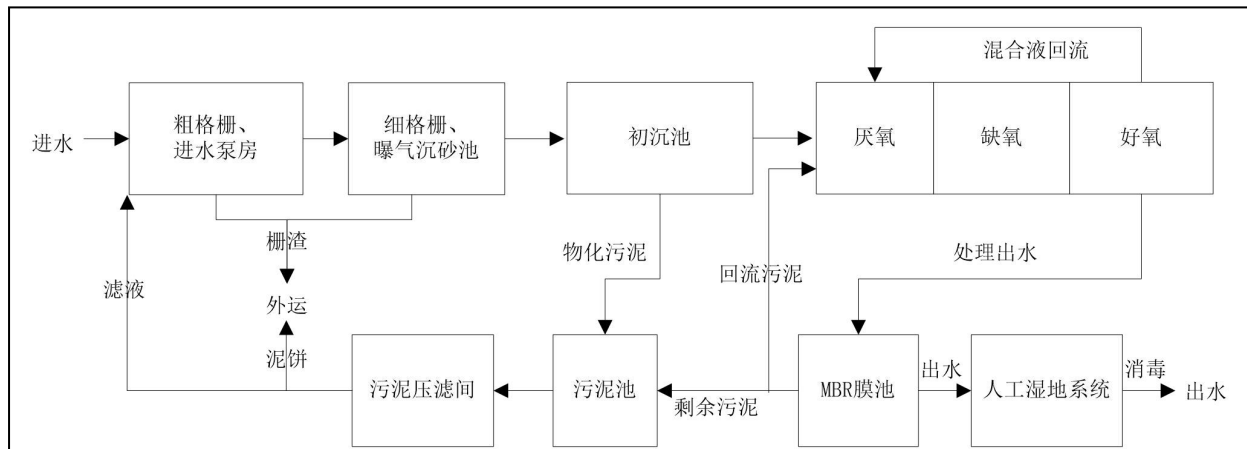 混合液回流
进水
粗格栅、
进水泵房
细格栅、
曝气沉砂池
初沉池
厌氧
缺氧
好氧
栅渣
物化污泥
回流污泥
处理出水
滤液
外运
泥饼
污泥压滤间
污泥池
剩余污泥
MBR膜池
出水
人工湿地系统
消毒
出水